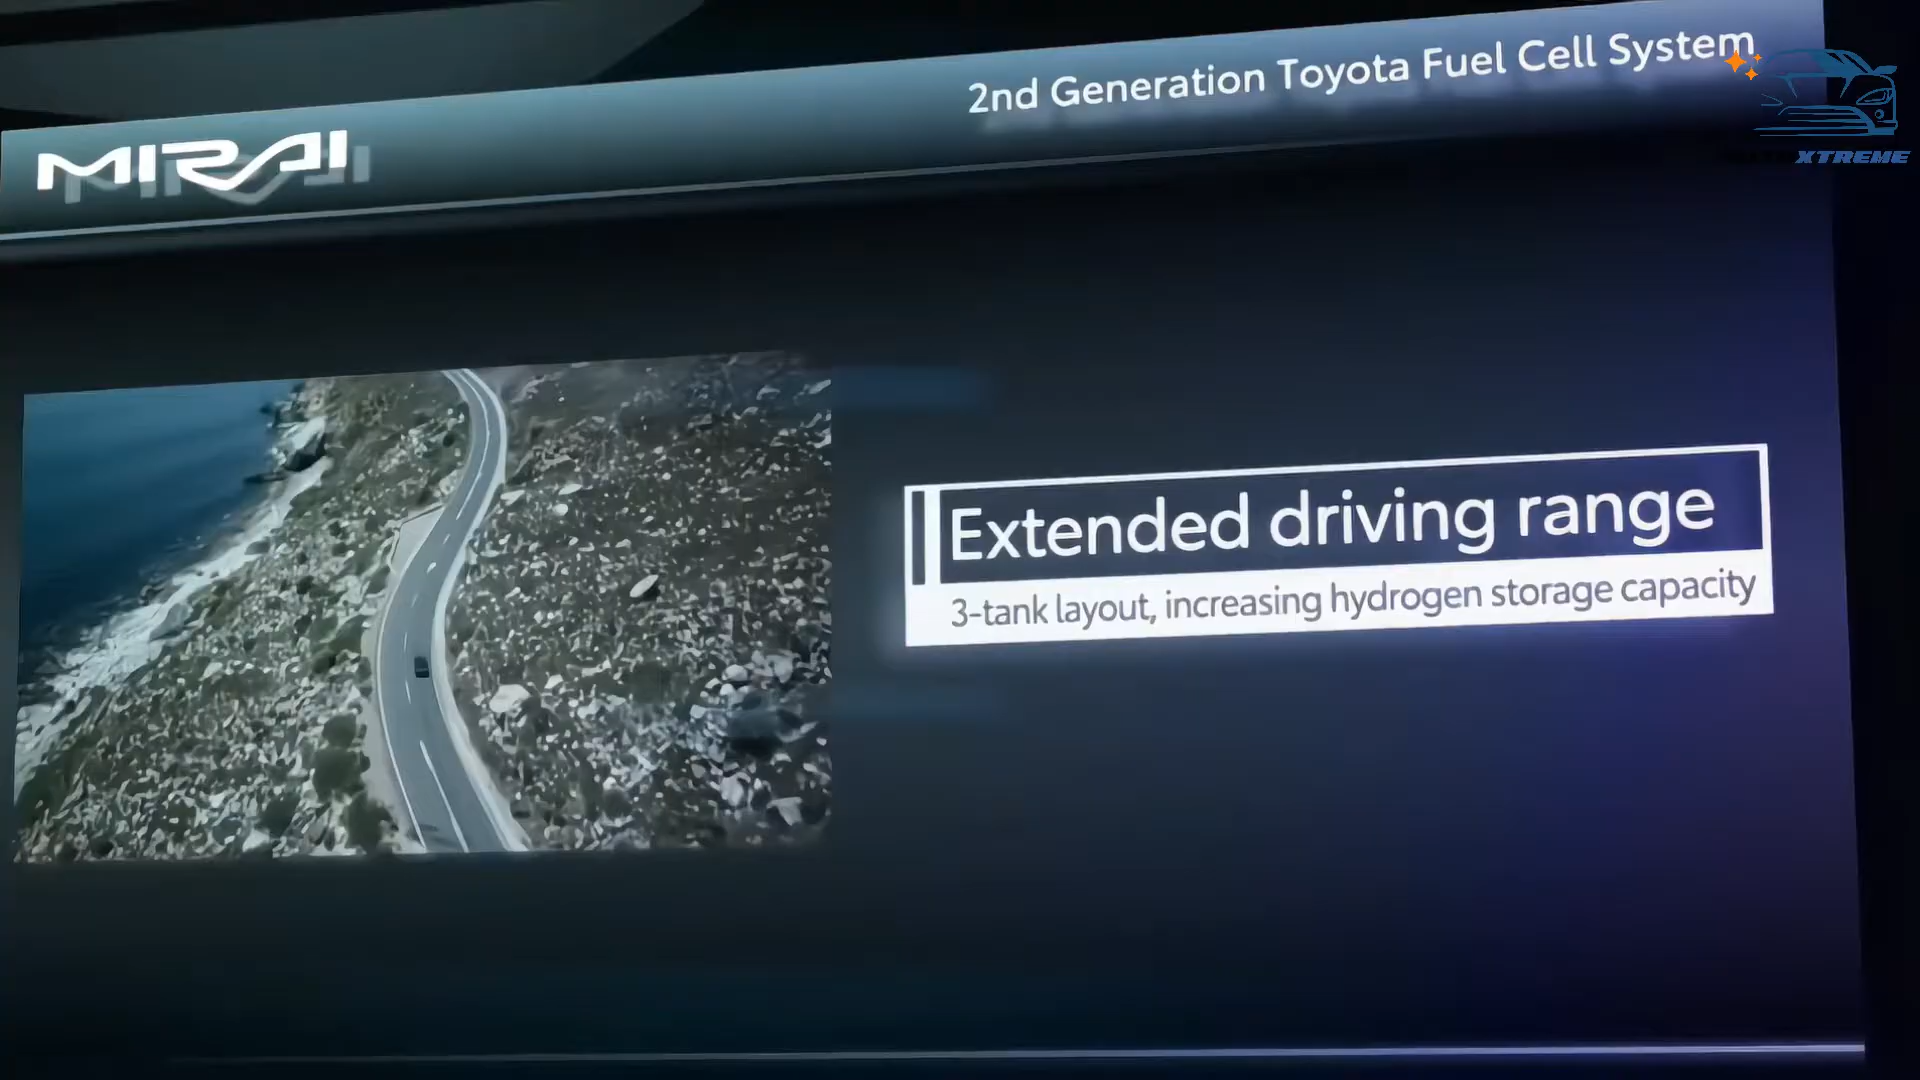 MIRAI
2nd Generation Toyota Fuel Cell System
XTREME
Extended driving range
3-tank layout, increasing hydrogen storage capacity